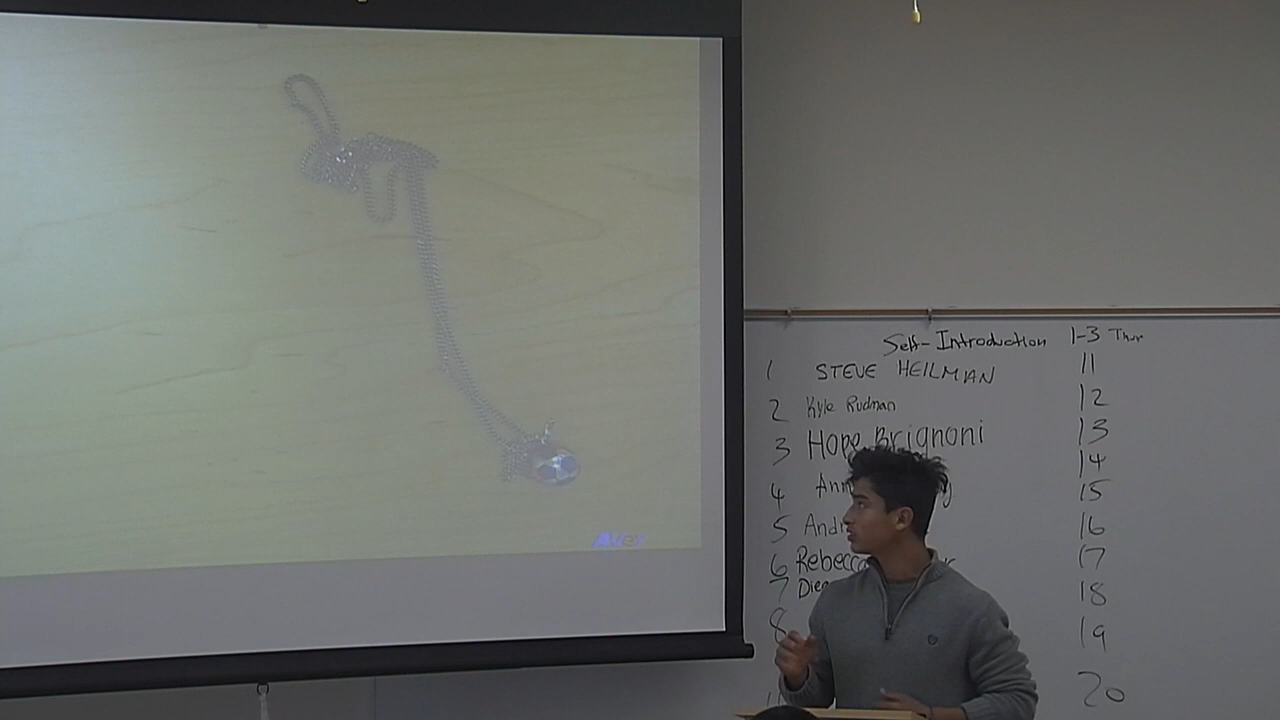 Self-Introduction 1-3 Thur
1 STEVE HEILMAN 11
2 Kyle Rudman 12
3 Hope Brignoni 13
14
4 15
5 16
6 17
7 18
8 19
20
AVer